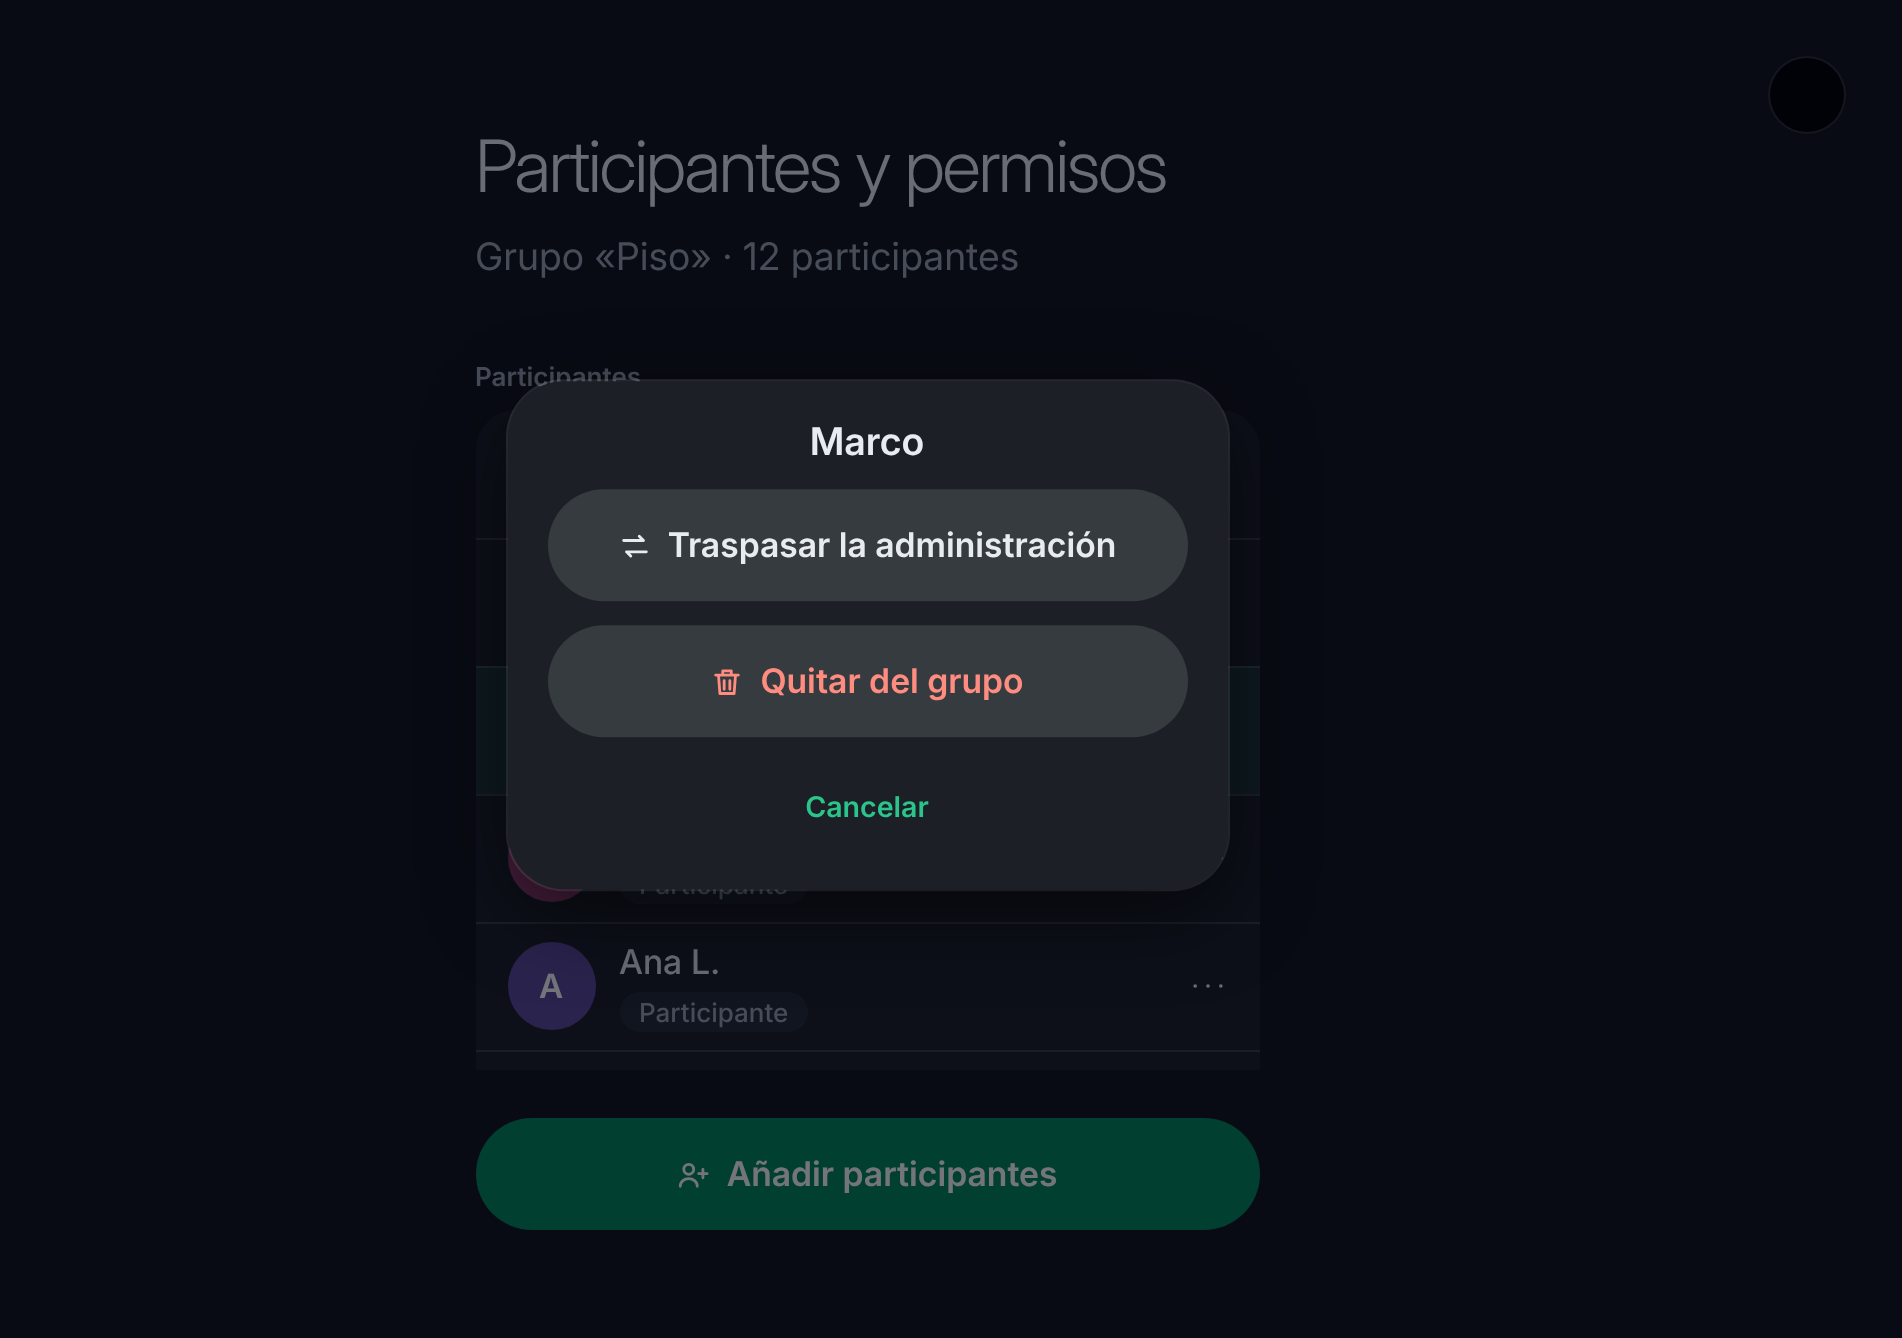 Participantes y permisos
Grupo «Piso» · 12 participantes
Participantes
Marco
Traspasar la administración
Quitar del grupo
Cancelar
Participante
A
Ana L.
Participante
Añadir participantes